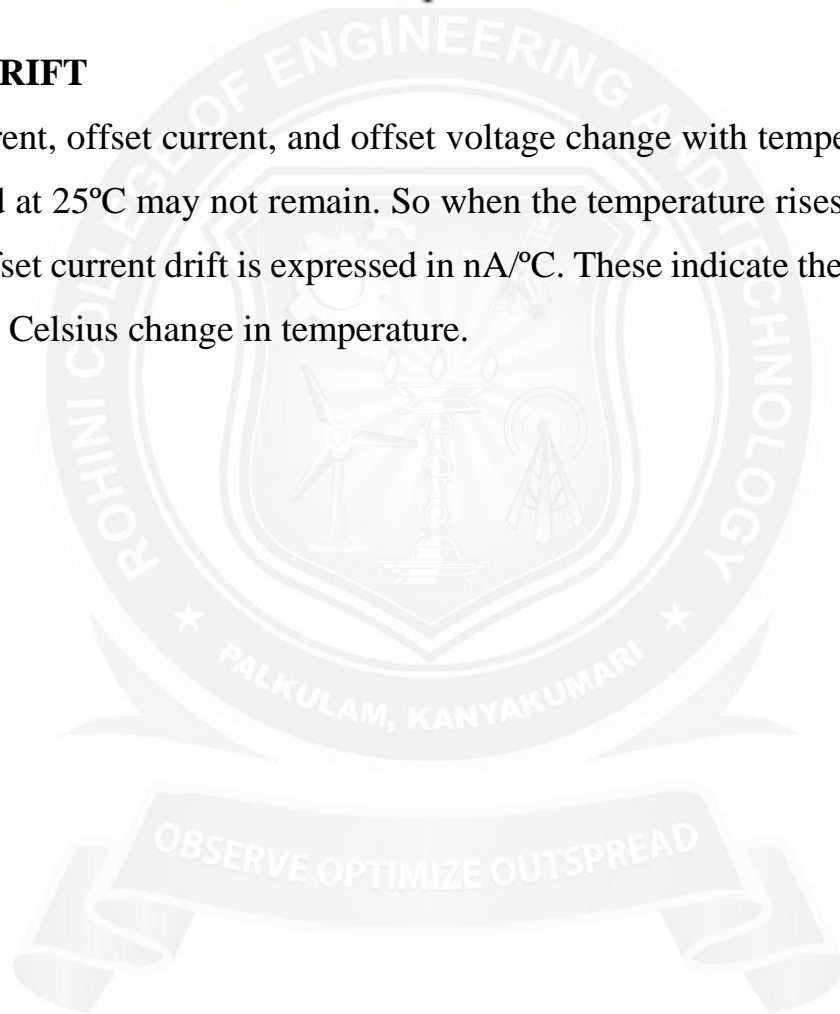 RIFT
rent, offset current, and offset voltage change with tempe
d at 25ºC may not remain. So when the temperature rises
fset current drift is expressed in nA/ºC. These indicate the
Celsius change in temperature.
ROHINI COLLEGE OF ENGINEERING AND TECHNOLOGY
PALKULAM, KANYAKUMARI
OBSERVE OPTIMIZE OUTSPREAD